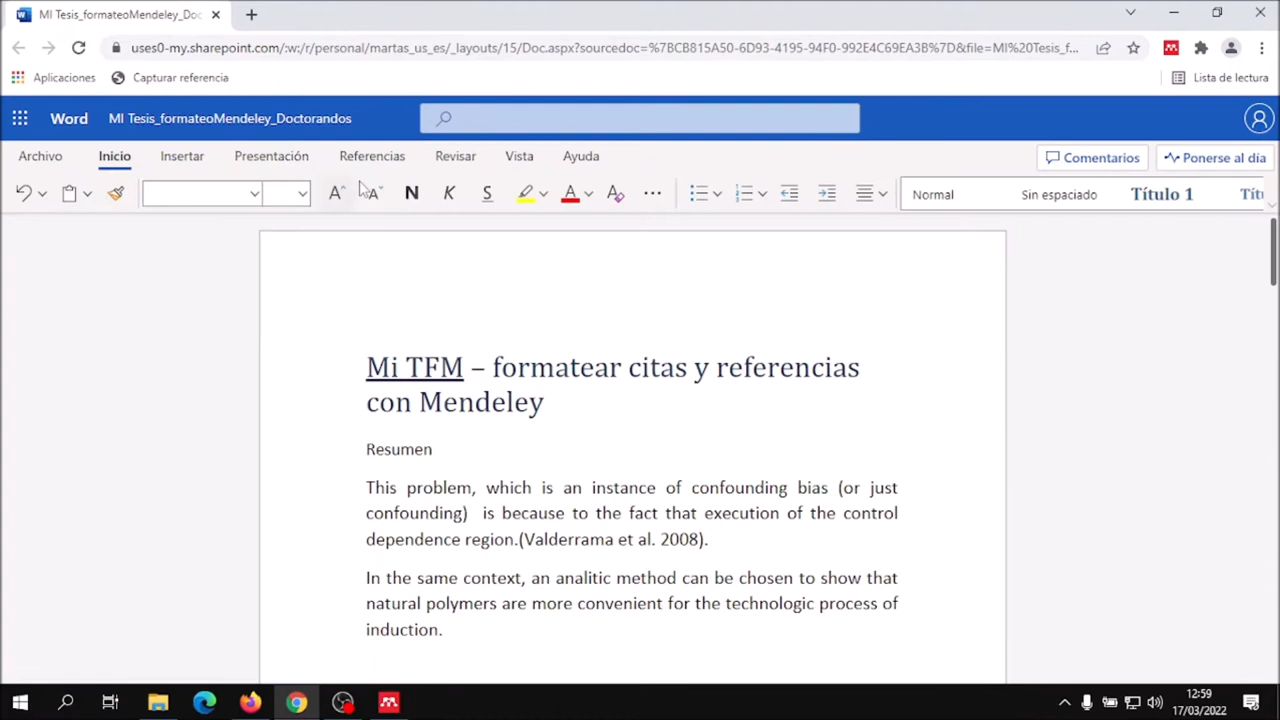 MI Tesis_formateoMendeley_Doc
uses0-my.sharepoint.com/:w:/r/personal/martas_us_es/_layouts/15/Doc.aspx?sourcedoc=%7BCB815A50-6D93-4195-94F0-992E4C69EA3B%7D&file=MI%20Tesis_f...
Aplicaciones Capturar referencia Lista de lectura
Word MI Tesis_formateoMendeley_Doctorandos
Archivo Inicio Insertar Presentación Referencias Revisar Vista Ayuda Comentarios Ponerse al día
N K S A Normal Sin espaciado Título 1 Títu
Mi TFM – formatear citas y referencias
con Mendeley
Resumen
This problem, which is an instance of confounding bias (or just
confounding)  is because to the fact that execution of the control
dependence region.(Valderrama et al. 2008).
In the same context, an analitic method can be chosen to show that
natural polymers are more convenient for the technologic process of
induction.
12:59
17/03/2022